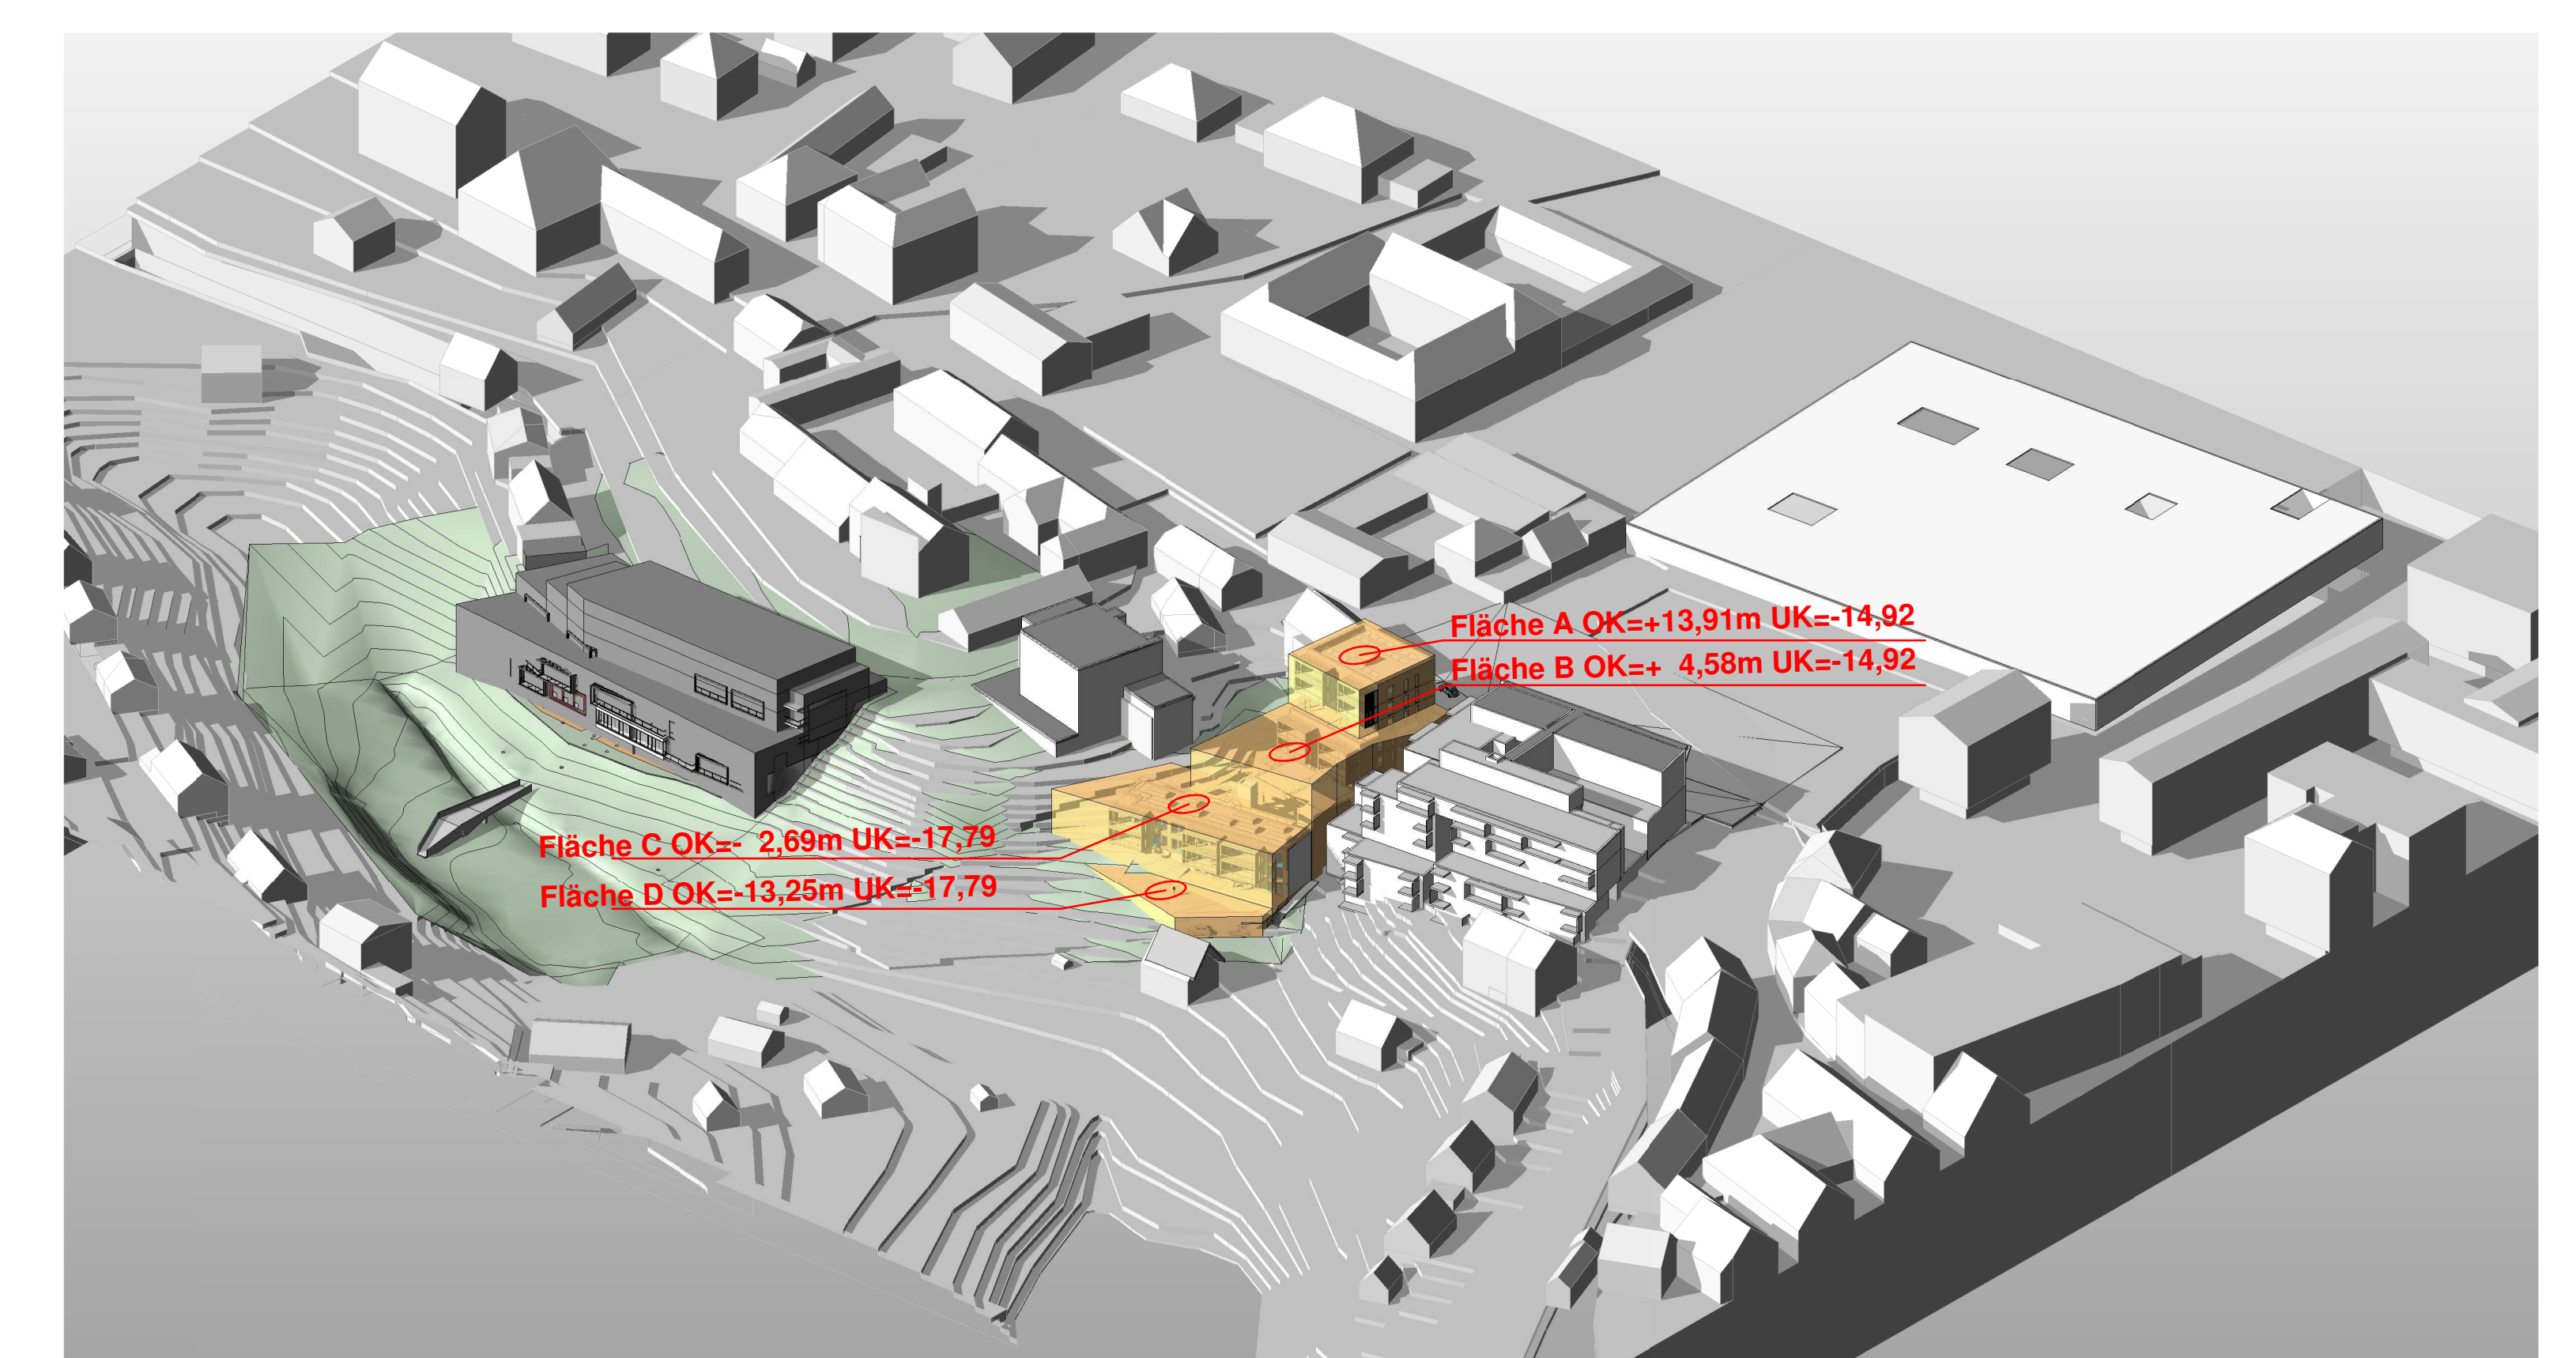 Fläche A OK=+13,91m UK=-14,92
Fläche B OK=+ 4,58m UK=-14,92
Fläche C OK=- 2,69m UK=-17,79
Fläche D OK=-13,25m UK=-17,79